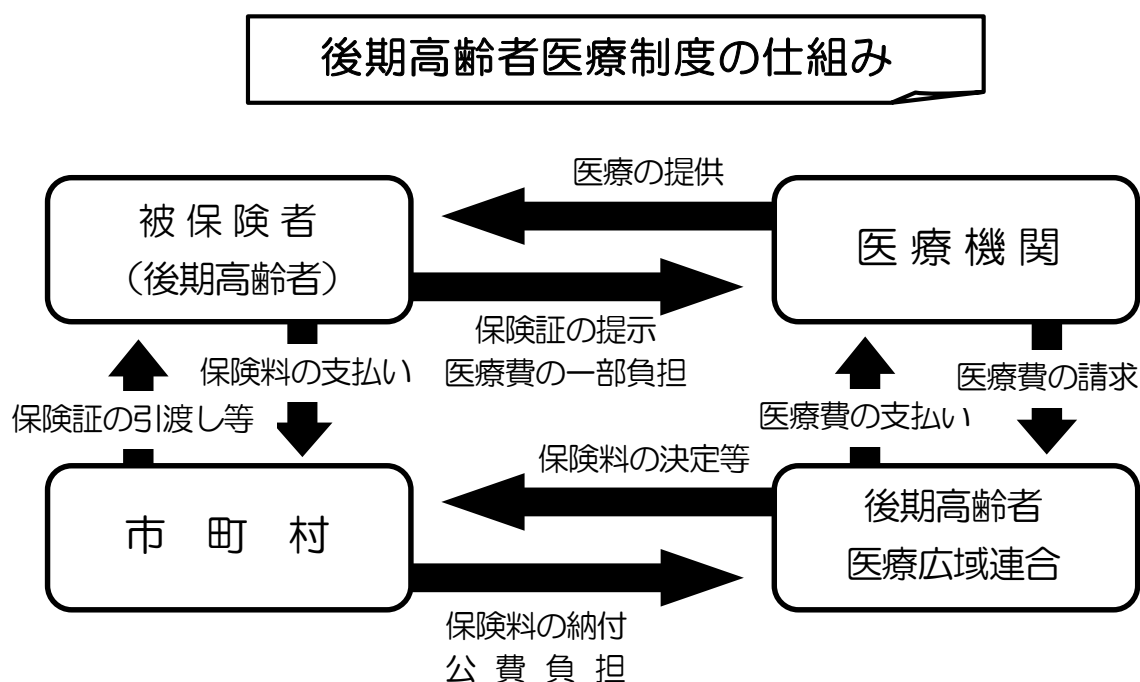 後期高齢者医療制度の仕組み
医療の提供
被保険者
（後期高齢者）
医療機関
保険証の提示
医療費の一部負担
保険料の支払い
保険証の引渡し等
医療費の請求
医療費の支払い
保険料の決定等
市町村
後期高齢者
医療広域連合
保険料の納付
公費負担